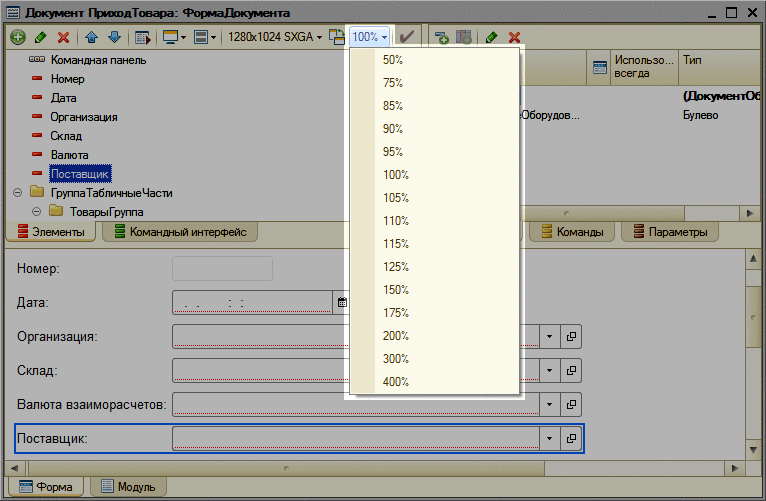 Документ ПриходТовара: ФормаДокумента
1280x1024 SXGA 100%
Командная панель
Номер
Дата
Организация
Склад
Валюта
Поставщик
ГруппаТабличныеЧасти
ТоварыГруппа
50%
75%
85%
90%
95%
100%
105%
110%
115%
125%
150%
175%
200%
300%
400%
Использо... всегда
Тип
(ДокументОб
еОборудов...
Булево
Элементы
Командный интерфейс
Команды
Параметры
Номер:
Дата: . . : :
Организация:
Склад:
Валюта взаиморасчетов:
Поставщик:
Форма
Модуль